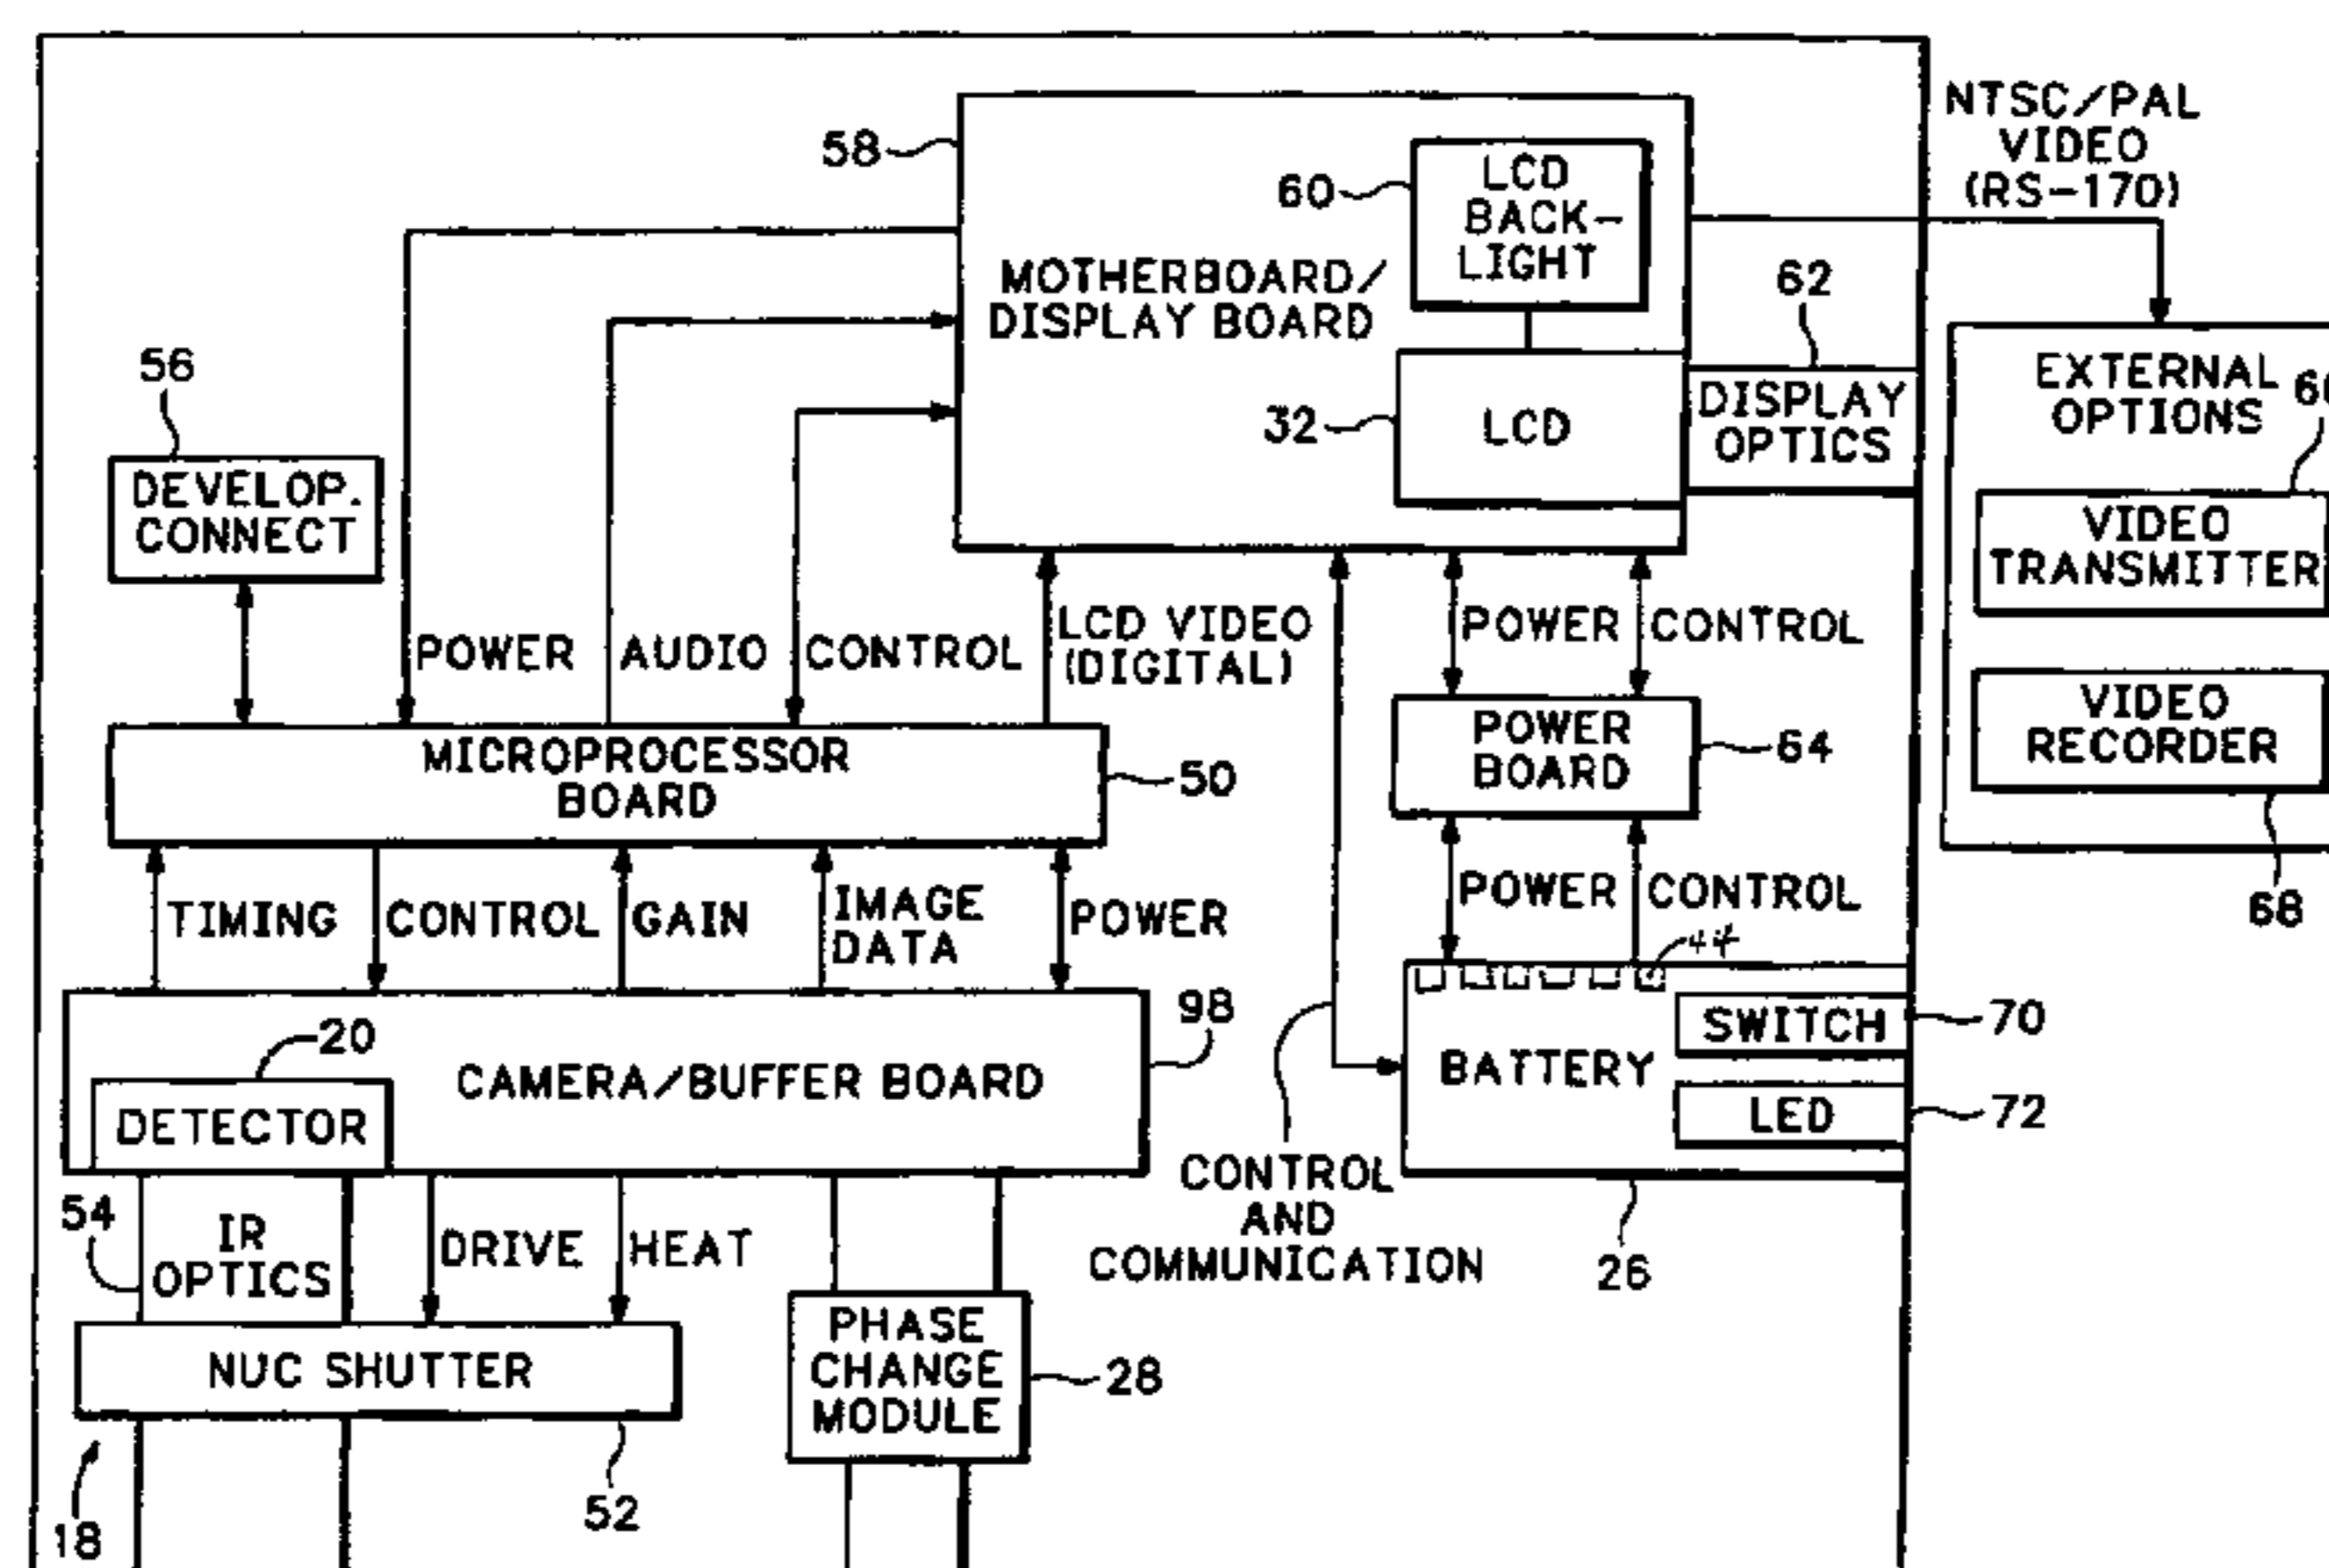 NTSC/PAL
VIDEO
(RS-170)
58
60
LCD
BACK-
LIGHT
MOTHERBOARD/
DISPLAY BOARD
62
56
32
LCD
DISPLAY
OPTICS
EXTERNAL
OPTIONS
DEVELOP.
CONNECT
VIDEO
TRANSMITTER
POWER
AUDIO
CONTROL
LCD VIDEO
(DIGITAL)
POWER
CONTROL
VIDEO
RECORDER
68
MICROPROCESSOR
BOARD
50
POWER
BOARD
64
TIMING
CONTROL
GAIN
IMAGE
DATA
POWER
POWER
CONTROL
44
98
20
CAMERA/BUFFER BOARD
DETECTOR
BATTERY
SWITCH
70
LED
72
CONTROL
AND
COMMUNICATION
26
54
IR
OPTICS
DRIVE
HEAT
NUC SHUTTER
PHASE
CHANGE
MODULE
28
18
52